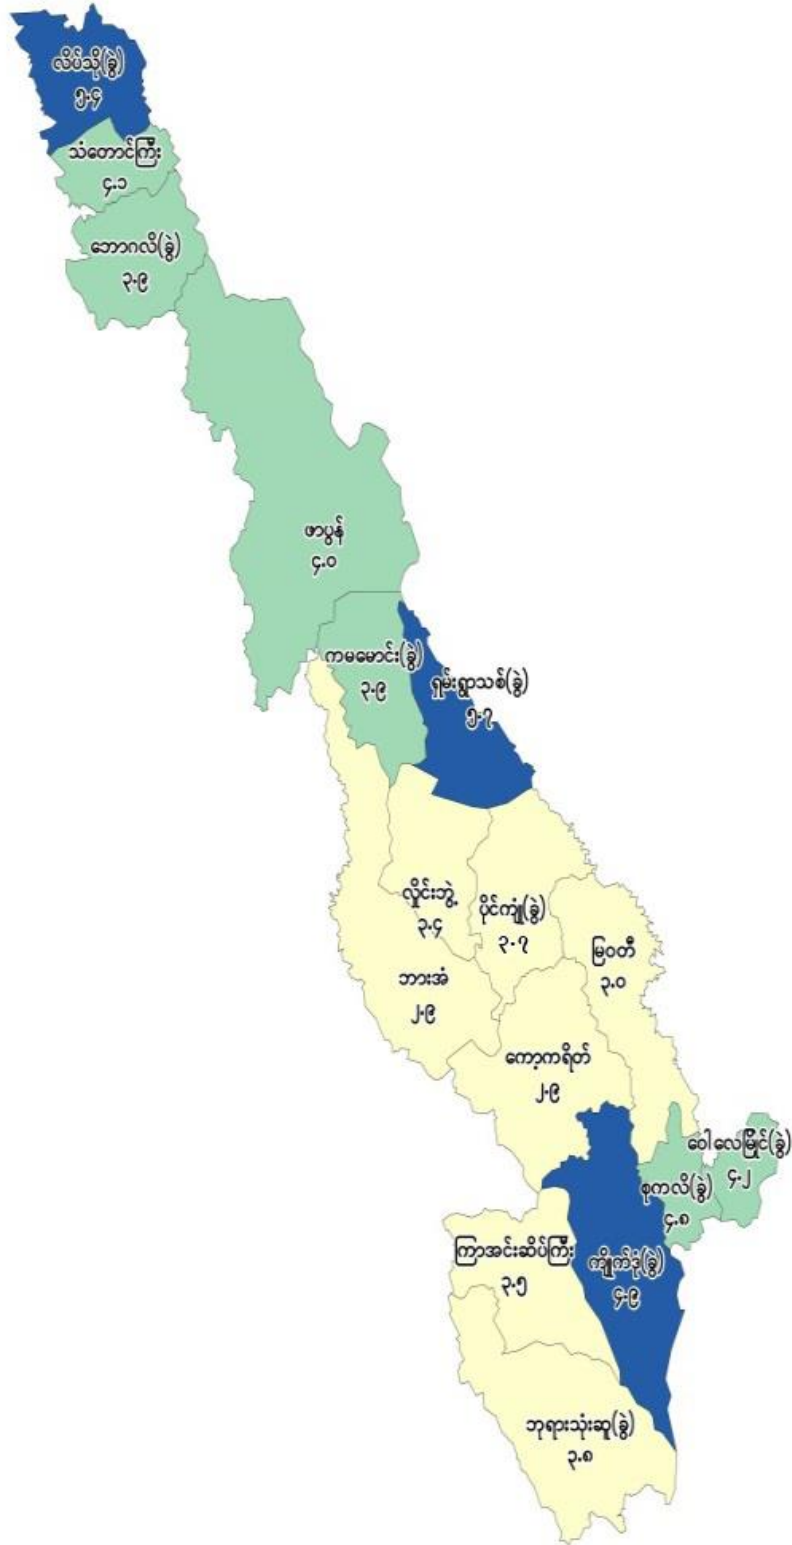 လိပ်သို(ခွဲ)
၅.၄
သံတောင်ကြီး
၄.၁
ဘောဂလိ(ခွဲ)
၃.၉
ဖာပွန်
၄.၀
ကမမောင်း(ခွဲ)
၃.၉
ရှမ်းရွာသစ်(ခွဲ)
၅.၇
လှိုင်းဘွဲ့
၃.၄
ပိုင်ကျုံ(ခွဲ)
၃.၇
မြဝတီ
၃.၀
ဘားအံ
၂.၉
ကော့ကရိတ်
၂.၉
ဝေါလေမြိုင်(ခွဲ)
၄.၂
စုကလိ(ခွဲ)
၄.၈
ကြာအင်းဆိပ်ကြီး
၃.၅
ကျိုက်ဒုံ(ခွဲ)
၄.၉
ဘုရားသုံးဆူ(ခွဲ)
၃.၈